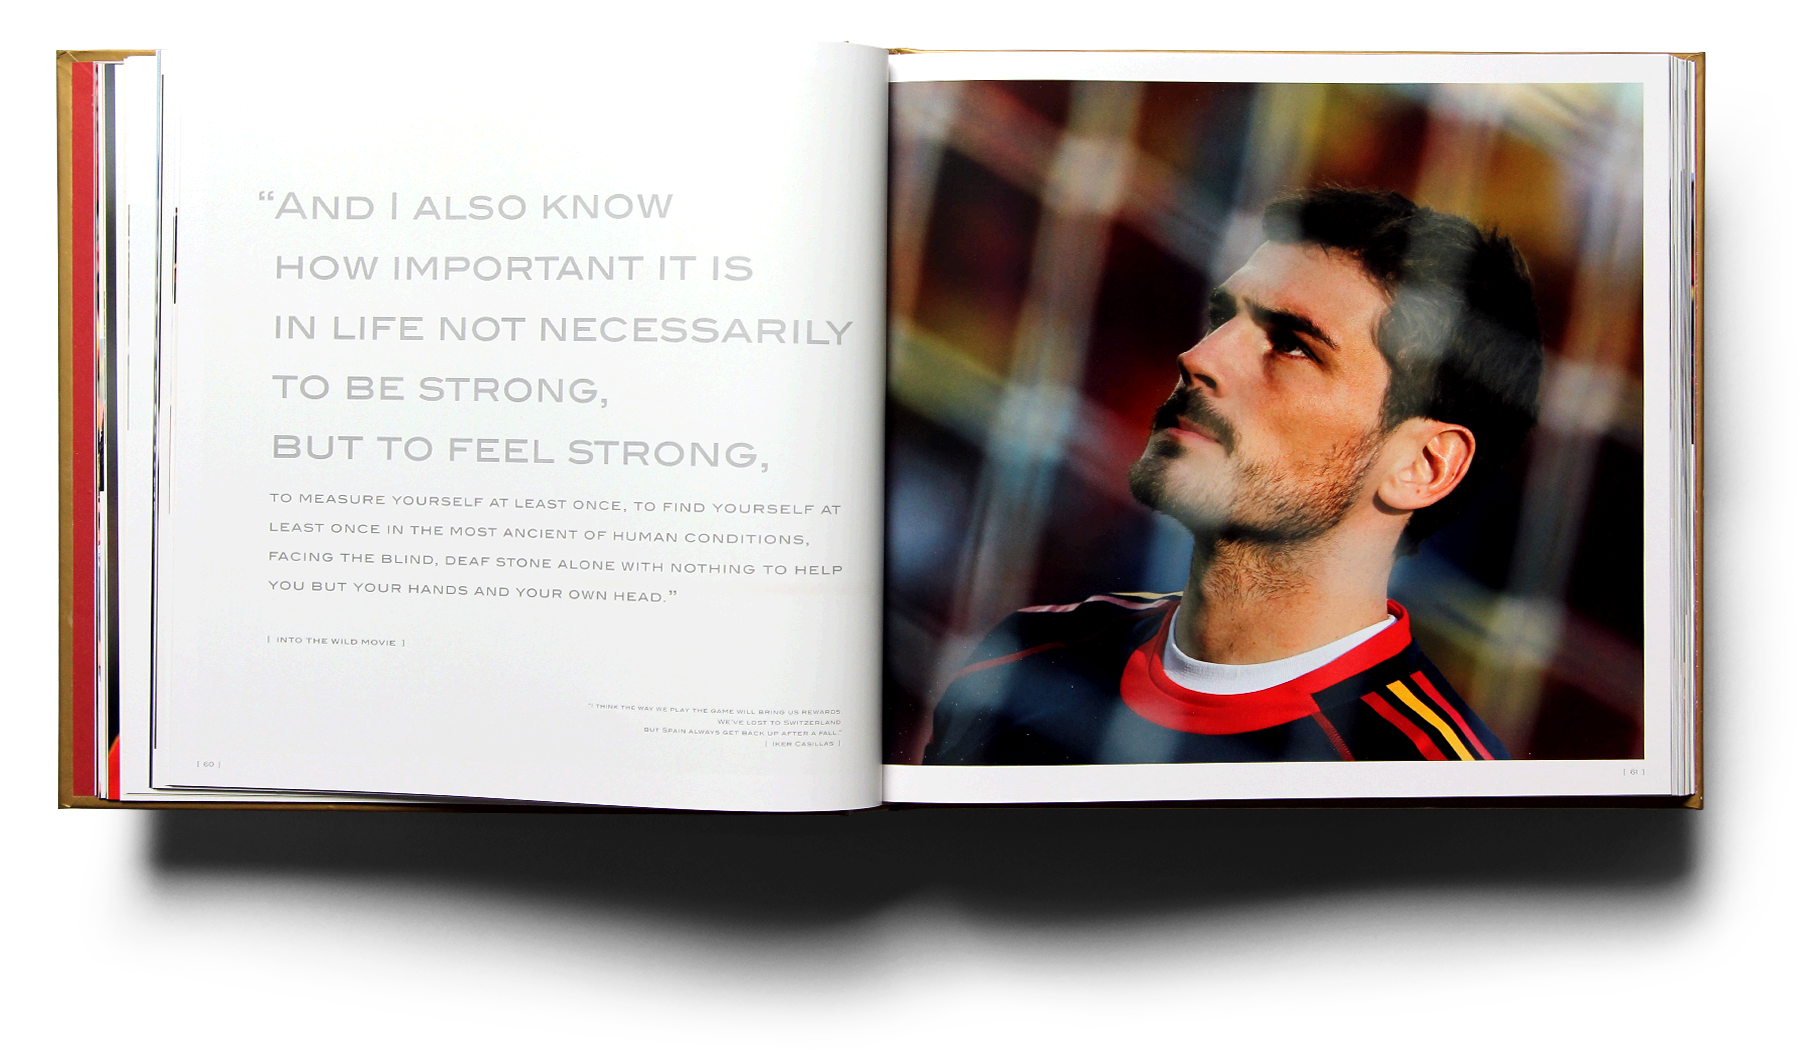 “And I also know
how important it is
in life not necessarily
to be strong,
but to feel strong,
to measure yourself at least once, to find yourself at
least once in the most ancient of human conditions,
facing the blind, deaf stone alone with nothing to help
you but your hands and your own head.”
[ Into the Wild movie ]
“I think the way we play the game will bring us rewards
We’ve lost to Switzerland
but Spain always get back up after a fall.”
[ Iker Casillas ]
[ 60 ]
[ 61 ]